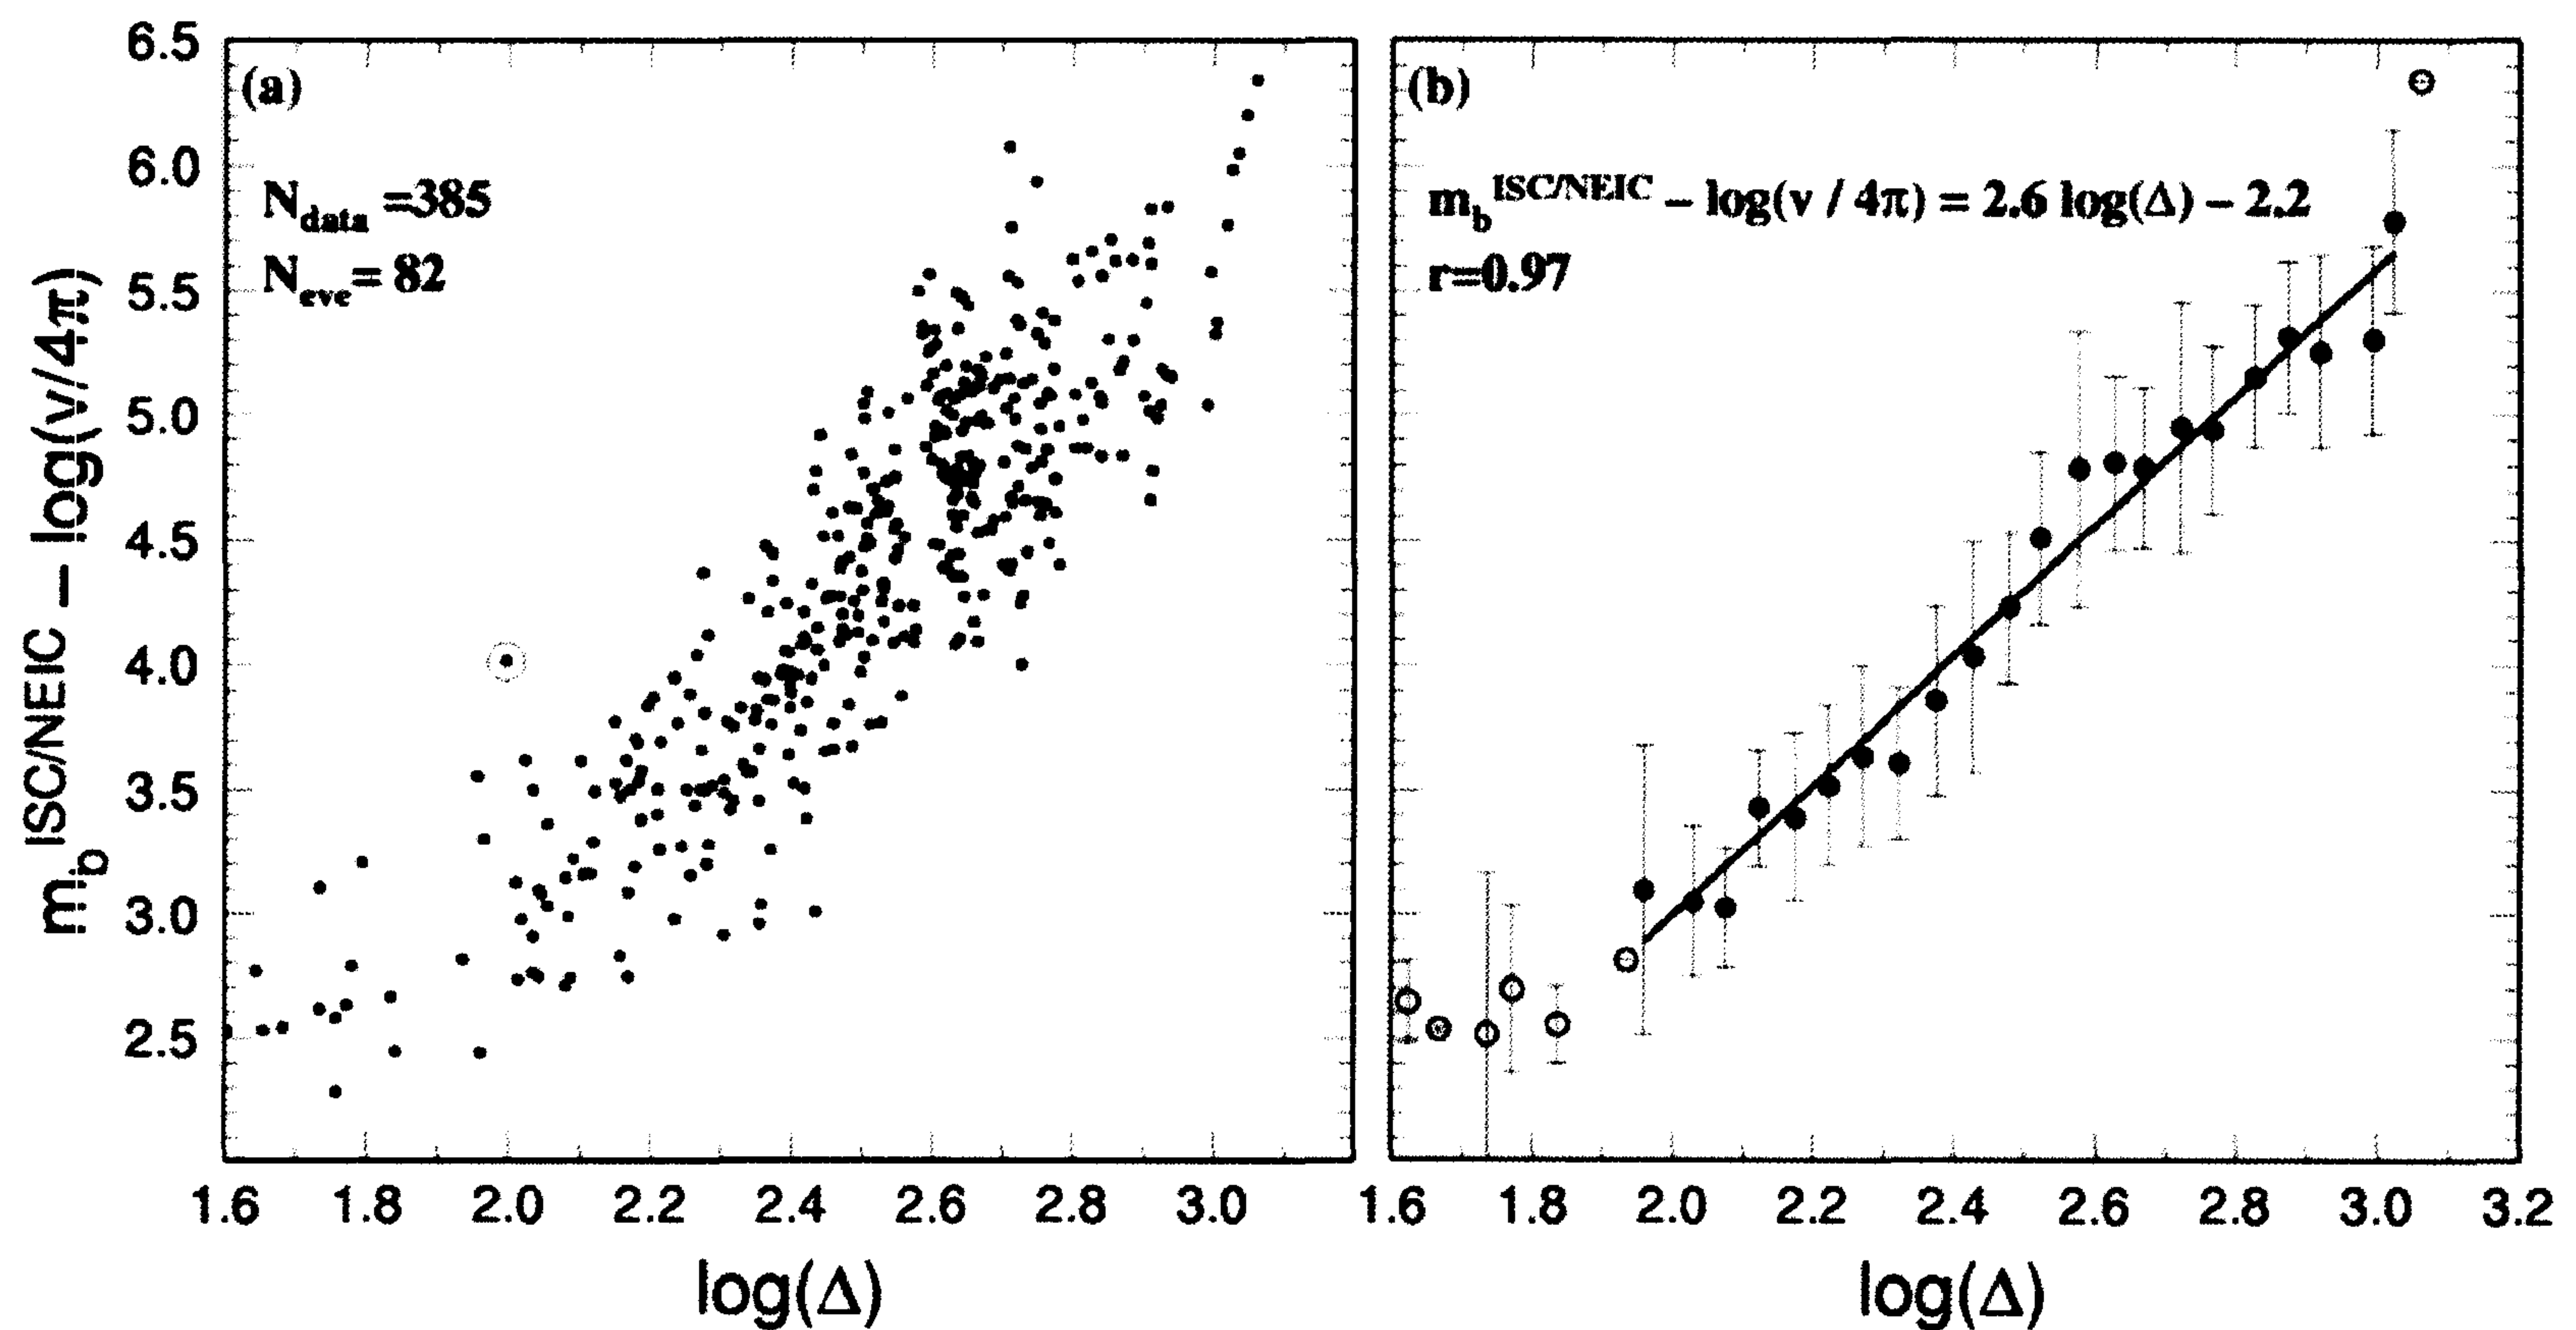 (a)
N_data =385
N_eve = 82
6.5
6.0
5.5
5.0
4.5
4.0
3.5
3.0
2.5
m_b^ISC/NEIC – log(v/4π)
1.6 1.8 2.0 2.2 2.4 2.6 2.8 3.0
log(Δ)
(b)
m_b^ISC/NEIC – log(v / 4π) = 2.6 log(Δ) – 2.2
r=0.97
1.6 1.8 2.0 2.2 2.4 2.6 2.8 3.0 3.2
log(Δ)